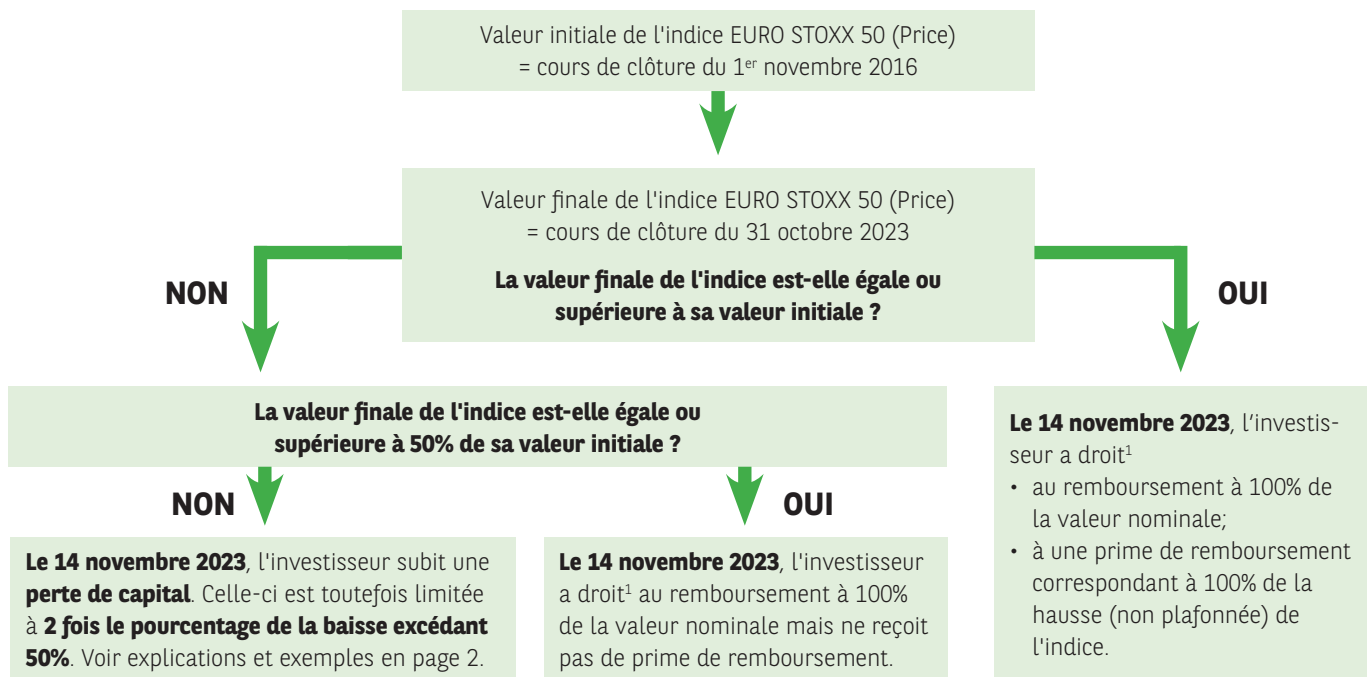 Valeur initiale de l'indice EURO STOXX 50 (Price)
= cours de clôture du 1er novembre 2016
Valeur finale de l'indice EURO STOXX 50 (Price)
= cours de clôture du 31 octobre 2023
La valeur finale de l'indice est-elle égale ou
supérieure à sa valeur initiale ?
NON
OUI
La valeur finale de l'indice est-elle égale ou
supérieure à 50% de sa valeur initiale ?
NON
OUI
Le 14 novembre 2023, l'investisseur subit une
perte de capital. Celle-ci est toutefois limitée
à 2 fois le pourcentage de la baisse excédant
50%. Voir explications et exemples en page 2.
Le 14 novembre 2023, l'investisseur
a droit1 au remboursement à 100%
de la valeur nominale mais ne reçoit
pas de prime de remboursement.
Le 14 novembre 2023, l’investis-
seur a droit1
• au remboursement à 100% de
la valeur nominale;
• à une prime de remboursement
correspondant à 100% de la
hausse (non plafonnée) de
l'indice.